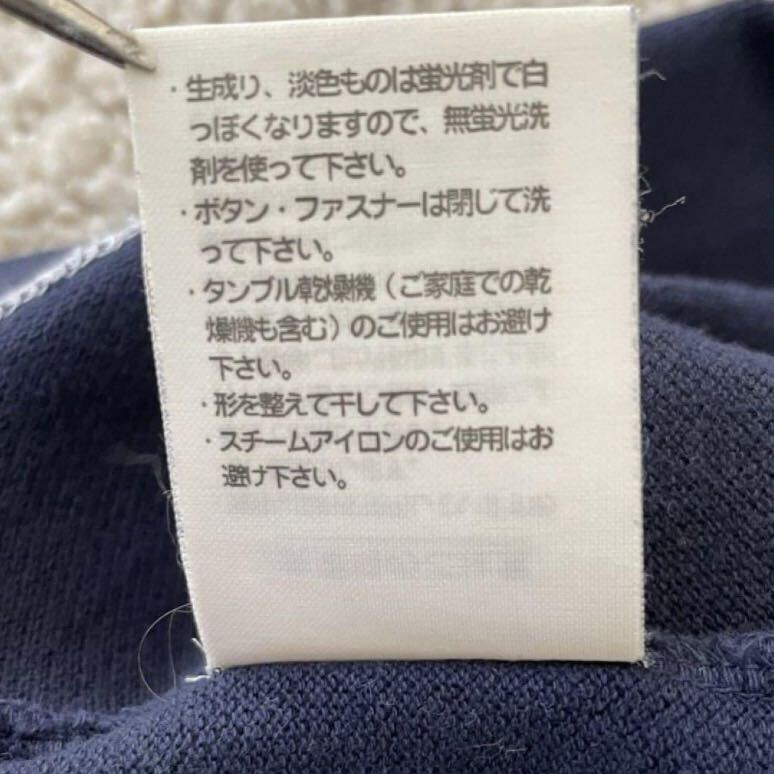 ・生成り、淡色ものは蛍光剤で白
っぽくなりますので、無蛍光洗
剤を使って下さい。
・ボタン・ファスナーは閉じて洗
って下さい。
・タンブル乾燥機（ご家庭での乾
燥機も含む）のご使用はお避け
下さい。
・形を整えて干して下さい。
・スチームアイロンのご使用はお
避け下さい。